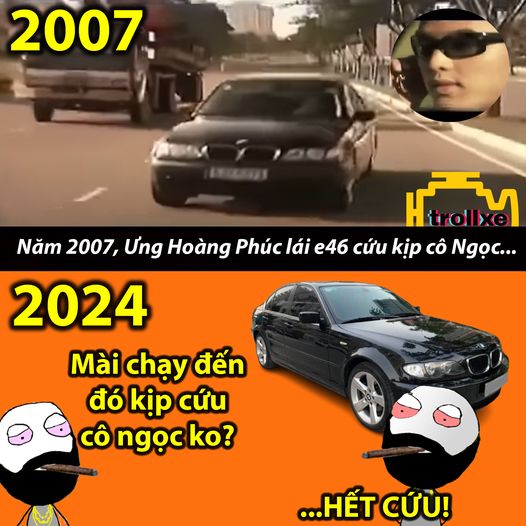 2007
trollxe
Năm 2007, Ưng Hoàng Phúc lái e46 cứu kịp cô Ngọc...
2024
Mài chạy đến
đó kịp cứu
cô ngọc ko?
...HẾT CỨU!